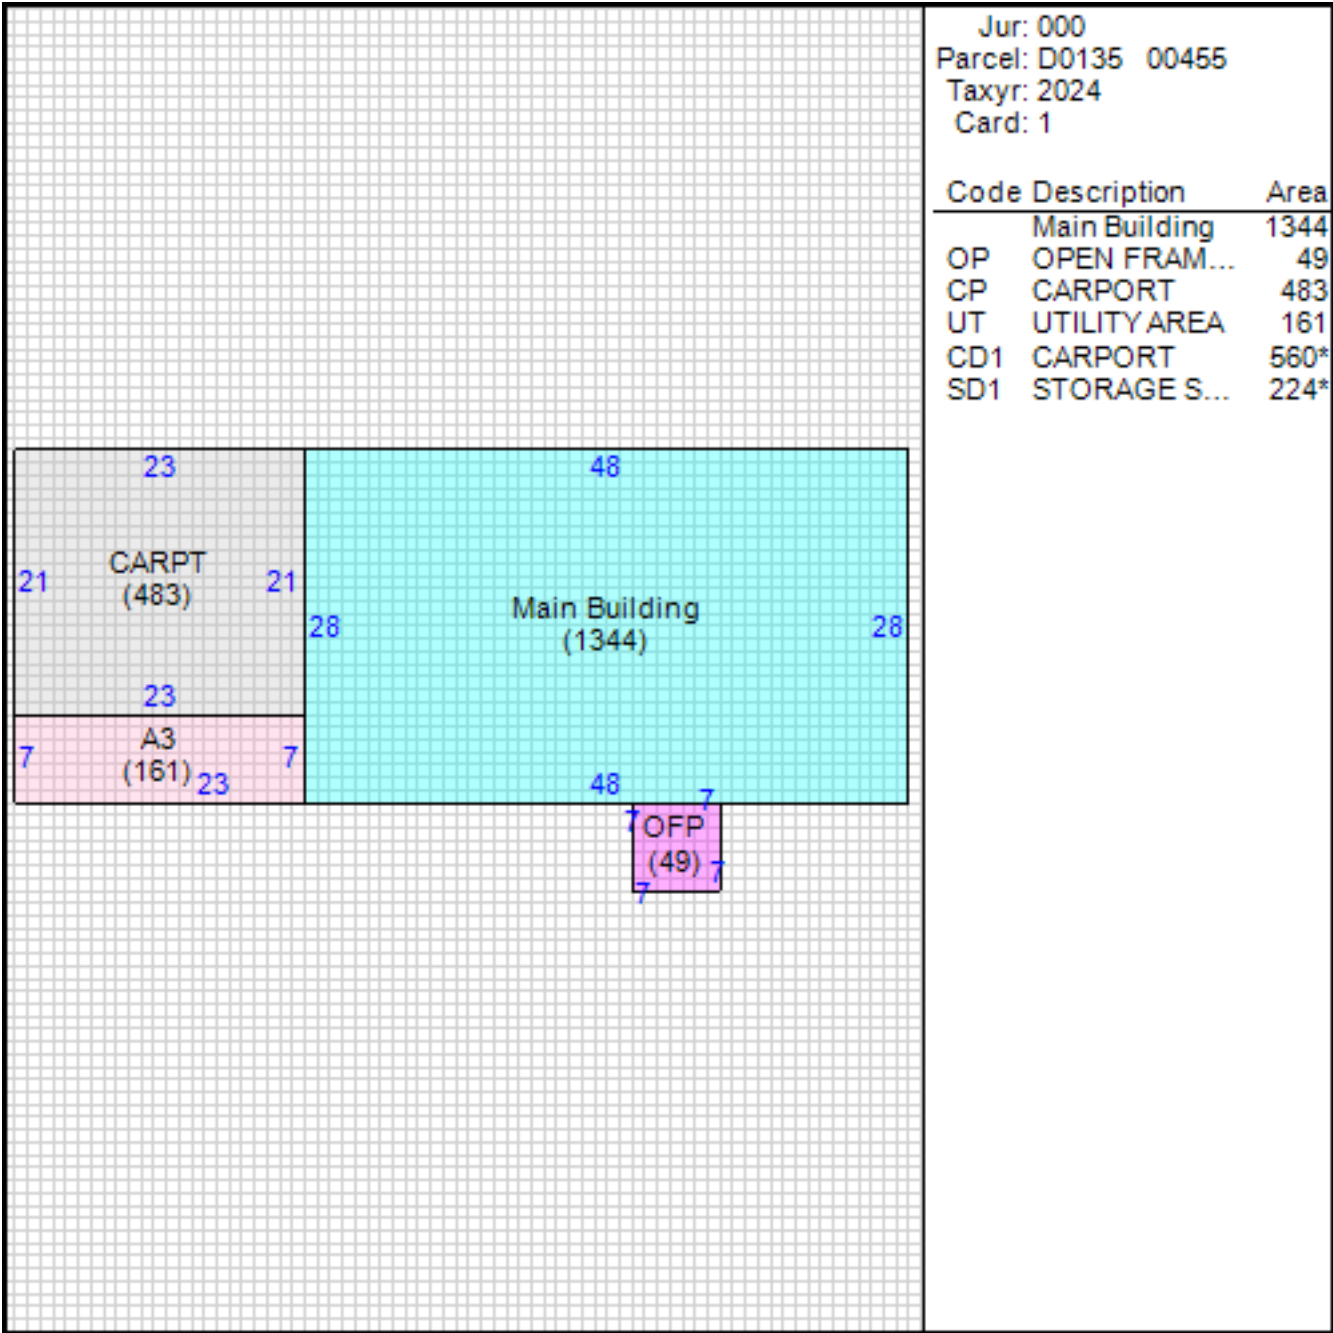 Jur: 000
Parcel: D0135 00455
Taxyr: 2024
Card: 1
Code Description Area
Main Building 1344
OP OPEN FRAM... 49
CP CARPORT 483
UT UTILITY AREA 161
CD1 CARPORT 560*
SD1 STORAGE S... 224*
23
48
CARPT
21
21
(483)
Main Building
28
28
(1344)
23
A3
7
7
(161)
23
48
7
7
OFP
(49)
7
7